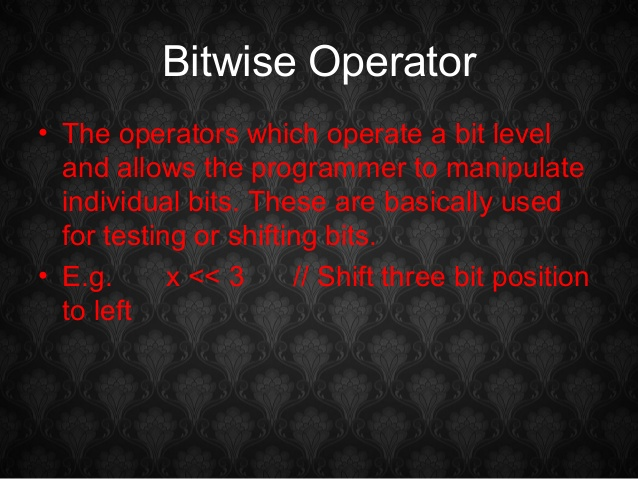 Bitwise Operator
• The operators which operate a bit level
and allows the programmer to manipulate
individual bits. These are basically used
for testing or shifting bits.
• E.g. x << 3 // Shift three bit position
to left